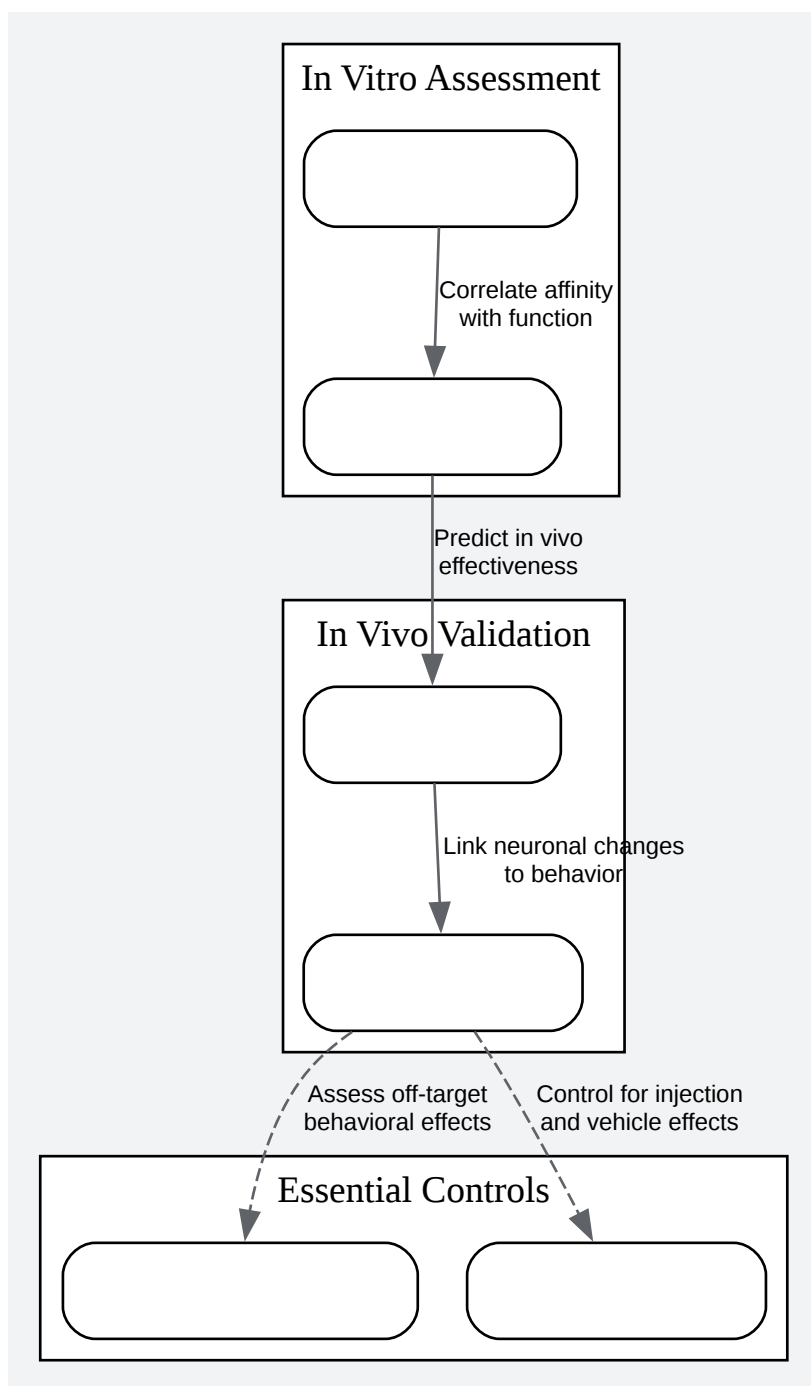 In Vitro Assessment
Correlate affinity
with function
Predict in vivo
effectiveness
In Vivo Validation
Link neuronal changes
to behavior
Assess off-target
behavioral effects
Control for injection
and vehicle effects
Essential Controls